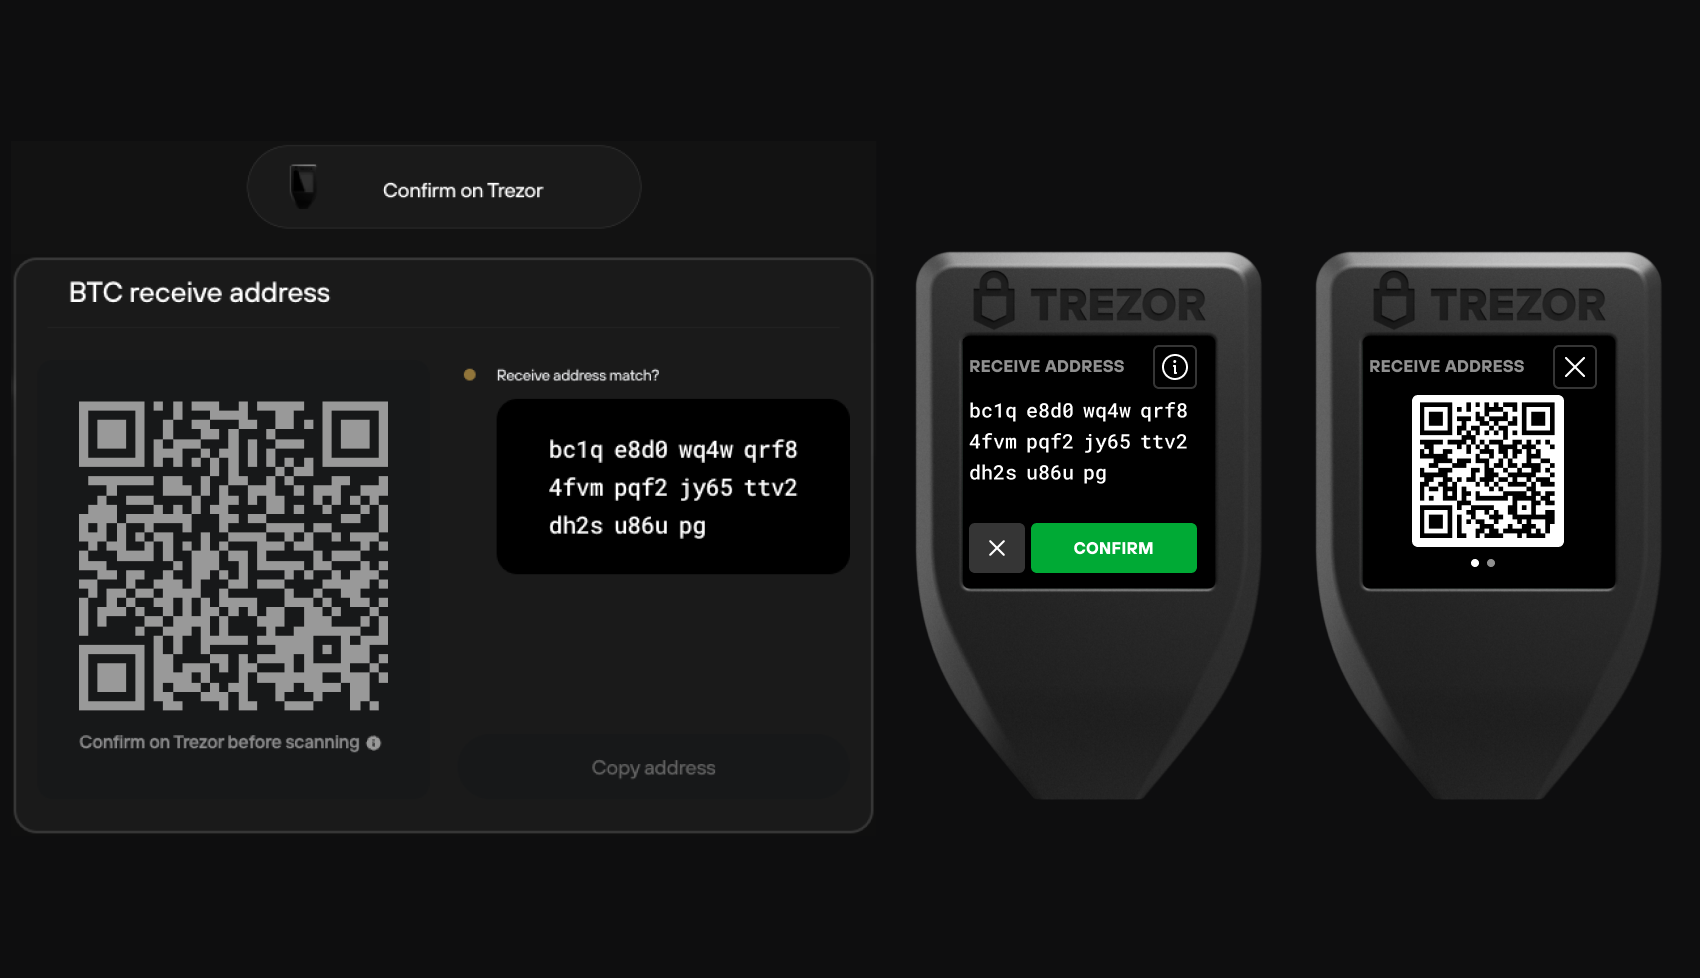 Confirm on Trezor
BTC receive address
Receive address match?
bc1q e8d0 wq4w qrf8
4fvm pqf2 jy65 ttv2
dh2s u86u pg
Confirm on Trezor before scanning
Copy address
TREZOR
RECEIVE ADDRESS
bc1q e8d0 wq4w qrf8
4fvm pqf2 jy65 ttv2
dh2s u86u pg
CONFIRM
TREZOR
RECEIVE ADDRESS